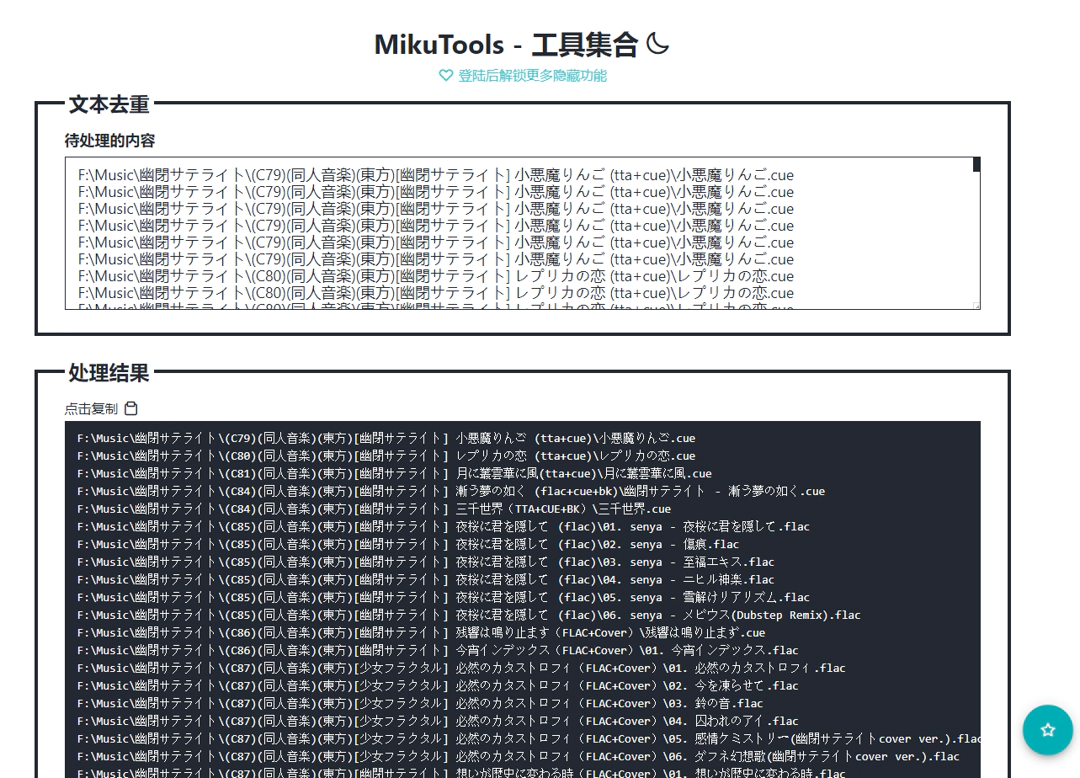 MikuTools - 工具集合
登陆后解锁更多隐藏功能
文本去重
待处理的内容
F:\Music\幽閉サテライト\(C79)(同人音楽)(東方)[幽閉サテライト] 小悪魔りんご (tta+cue)\小悪魔りんご.cue
F:\Music\幽閉サテライト\(C79)(同人音楽)(東方)[幽閉サテライト] 小悪魔りんご (tta+cue)\小悪魔りんご.cue
F:\Music\幽閉サテライト\(C79)(同人音楽)(東方)[幽閉サテライト] 小悪魔りんご (tta+cue)\小悪魔りんご.cue
F:\Music\幽閉サテライト\(C79)(同人音楽)(東方)[幽閉サテライト] 小悪魔りんご (tta+cue)\小悪魔りんご.cue
F:\Music\幽閉サテライト\(C79)(同人音楽)(東方)[幽閉サテライト] 小悪魔りんご (tta+cue)\小悪魔りんご.cue
F:\Music\幽閉サテライト\(C79)(同人音楽)(東方)[幽閉サテライト] 小悪魔りんご (tta+cue)\小悪魔りんご.cue
F:\Music\幽閉サテライト\(C80)(同人音楽)(東方)[幽閉サテライト] レプリカの恋 (tta+cue)\レプリカの恋.cue
F:\Music\幽閉サテライト\(C80)(同人音楽)(東方)[幽閉サテライト] レプリカの恋 (tta+cue)\レプリカの恋.cue
F:\Music\幽閉サテライト\(C80)(同人音楽)(東方)[幽閉サテライト] レプリカの恋 (tta+cue)\レプリカの恋.cue
处理结果
点击复制
F:\Music\幽閉サテライト\(C79)(同人音楽)(東方)[幽閉サテライト] 小悪魔りんご (tta+cue)\小悪魔りんご.cue
F:\Music\幽閉サテライト\(C80)(同人音楽)(東方)[幽閉サテライト] レプリカの恋 (tta+cue)\レプリカの恋.cue
F:\Music\幽閉サテライト\(C81)(同人音楽)(東方)[幽閉サテライト] 月に叢雲華に風(tta+cue)\月に叢雲華に風.cue
F:\Music\幽閉サテライト\(C84)(同人音楽)(東方)[幽閉サテライト] 漸う夢の如く (flac+cue+bk)\幽閉サテライト - 漸う夢の如く.cue
F:\Music\幽閉サテライト\(C84)(同人音楽)(東方)[幽閉サテライト] 三千世界（TTA+CUE+BK）\三千世界.cue
F:\Music\幽閉サテライト\(C85)(同人音楽)(東方)[幽閉サテライト] 夜桜に君を隠して (flac)\01. senya - 夜桜に君を隠して.flac
F:\Music\幽閉サテライト\(C85)(同人音楽)(東方)[幽閉サテライト] 夜桜に君を隠して (flac)\02. senya - 傷痕.flac
F:\Music\幽閉サテライト\(C85)(同人音楽)(東方)[幽閉サテライト] 夜桜に君を隠して (flac)\03. senya - 至福エキス.flac
F:\Music\幽閉サテライト\(C85)(同人音楽)(東方)[幽閉サテライト] 夜桜に君を隠して (flac)\04. senya - ニヒル神楽.flac
F:\Music\幽閉サテライト\(C85)(同人音楽)(東方)[幽閉サテライト] 夜桜に君を隠して (flac)\05. senya - 雪解けリアリズム.flac
F:\Music\幽閉サテライト\(C85)(同人音楽)(東方)[幽閉サテライト] 夜桜に君を隠して (flac)\06. senya - メビウス(Dubstep Remix).flac
F:\Music\幽閉サテライト\(C86)(同人音楽)(東方)[幽閉サテライト] 残響は鳴り止まず（FLAC+Cover）\残響は鳴り止まず.cue
F:\Music\幽閉サテライト\(C86)(同人音楽)(東方)[幽閉サテライト] 今宵インデックス（FLAC+Cover）\01. 今宵インデックス.flac
F:\Music\幽閉サテライト\(C87)(同人音楽)(東方)[少女フラクタル] 必然のカタストロフィ（FLAC+Cover）\01. 必然のカタストロフィ.flac
F:\Music\幽閉サテライト\(C87)(同人音楽)(東方)[少女フラクタル] 必然のカタストロフィ（FLAC+Cover）\02. 今を凍らせて.flac
F:\Music\幽閉サテライト\(C87)(同人音楽)(東方)[少女フラクタル] 必然のカタストロフィ（FLAC+Cover）\03. 鈴の音.flac
F:\Music\幽閉サテライト\(C87)(同人音楽)(東方)[少女フラクタル] 必然のカタストロフィ（FLAC+Cover）\04. 囚われのアイ.flac
F:\Music\幽閉サテライト\(C87)(同人音楽)(東方)[少女フラクタル] 必然のカタストロフィ（FLAC+Cover）\05. 感情ケミストリー(幽閉サテライトcover ver.).flac
F:\Music\幽閉サテライト\(C87)(同人音楽)(東方)[少女フラクタル] 必然のカタストロフィ（FLAC+Cover）\06. ダフネ幻想歌(幽閉サテライトcover ver.).flac
F:\Music\幽閉サテライト\(C87)(同人音楽)(東方)[幽閉サテライト] 想いが歴史に変わる時（FLAC+Cover）\01. 想いが歴史に変わる時.flac